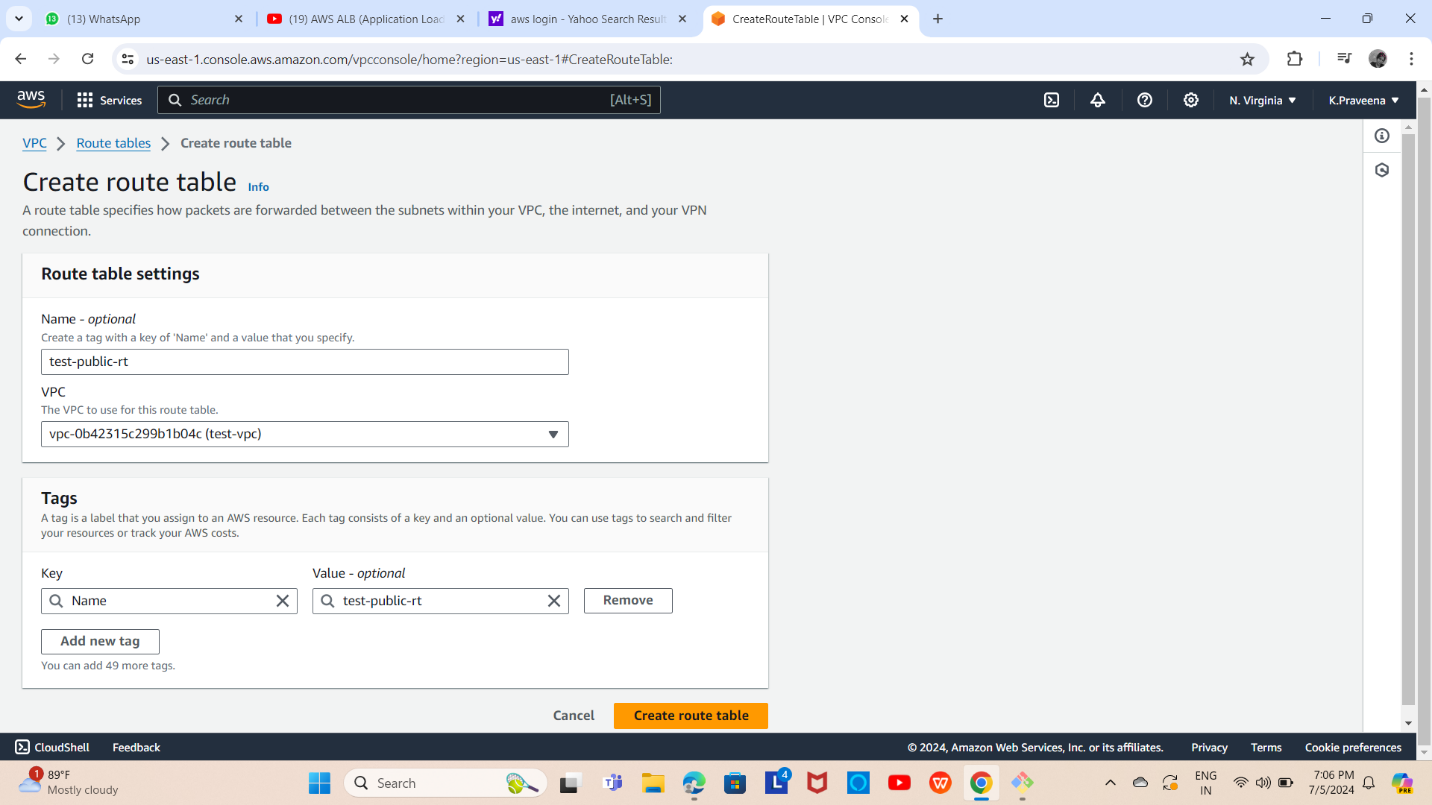 13
(13) WhatsApp
(19) AWS ALB (Application Load
y!
aws login - Yahoo Search Result
CreateRouteTable | VPC Console
us-east-1.console.aws.amazon.com/vpcconsole/home?region=us-east-1#CreateRouteTable:
aws
Services
Search
[Alt+S]
N. Virginia
K.Praveena
VPC
Route tables
Create route table
Create route table
Info
A route table specifies how packets are forwarded between the subnets within your VPC, the internet, and your VPN
connection.
Route table settings
Name - optional
Create a tag with a key of 'Name' and a value that you specify.
test-public-rt
VPC
The VPC to use for this route table.
vpc-0b42315c299b1b04c (test-vpc)
Tags
A tag is a label that you assign to an AWS resource. Each tag consists of a key and an optional value. You can use tags to search and filter
your resources or track your AWS costs.
Key
Value - optional
Name
test-public-rt
Remove
Add new tag
You can add 49 more tags.
Cancel
Create route table
CloudShell
Feedback
© 2024, Amazon Web Services, Inc. or its affiliates.
Privacy
Terms
Cookie preferences
1
89°F
Mostly cloudy
Search
L
4
W
ENG
IN
7:06 PM
7/5/2024
PRE